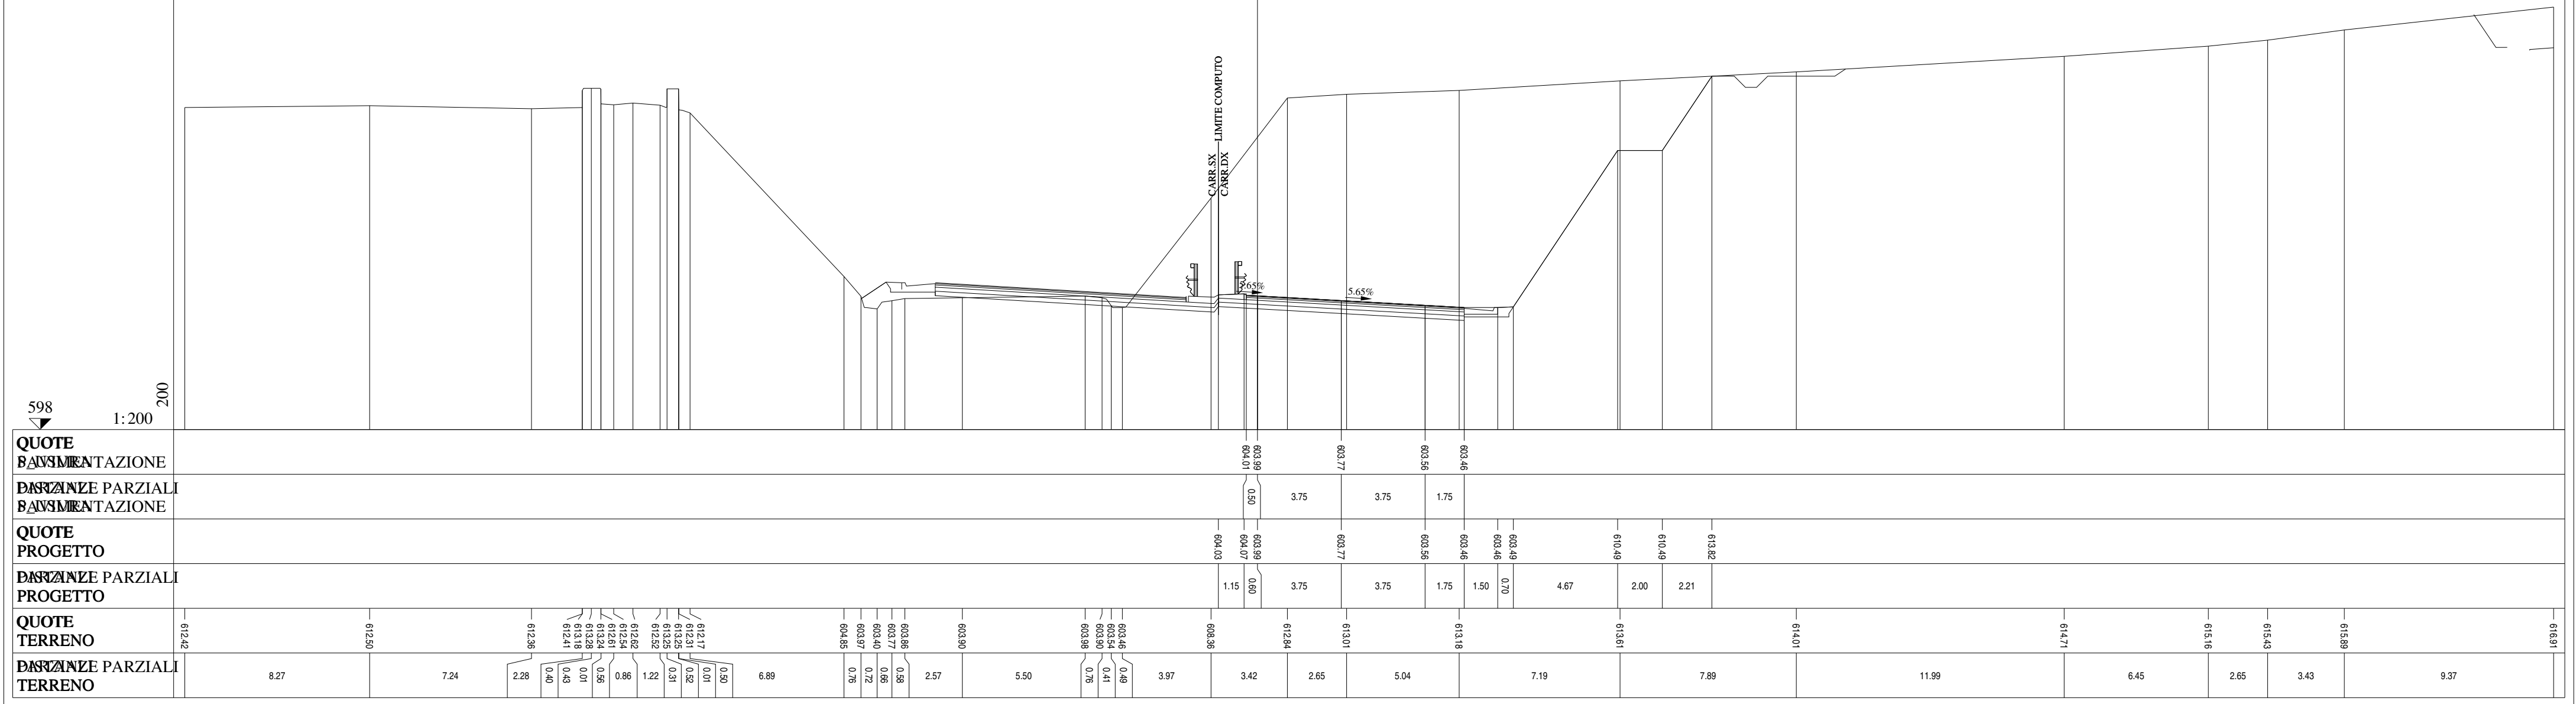 LIMITE COMPUTO
CARR.SX
CARR.DX
5.65%
5.65%
200
598
1:200
QUOTE
PAVIMENTAZIONE
604.01 603.99 603.77 603.56 603.46
DISTANZE PARZIALI
PAVIMENTAZIONE
0.50 3.75 3.75 1.75
QUOTE
PROGETTO
604.03 604.07 603.99 603.77 603.56 603.46 603.46 603.49 610.49 610.49 613.82
DISTANZE PARZIALI
PROGETTO
1.15 0.60 3.75 3.75 1.75 1.50 0.70 4.67 2.00 2.21
QUOTE
TERRENO
612.42 612.50 612.36 612.41 613.18 613.28 613.24 612.61 612.54 612.62 612.52 613.25 613.25 612.31 612.17 604.85 603.97 603.40 603.77 603.86 603.90 603.98 603.90 603.54 603.46 608.36 612.84 613.01 613.18 613.61 614.01 614.71 615.16 615.43 615.89 616.91
DISTANZE PARZIALI
TERRENO
8.27 7.24 2.28 0.40 0.43 0.01 0.56 0.86 1.22 0.31 0.52 0.01 0.50 6.89 0.76 0.72 0.66 0.58 2.57 5.50 0.76 0.41 0.49 3.97 3.42 2.65 5.04 7.19 7.89 11.99 6.45 2.65 3.43 9.37